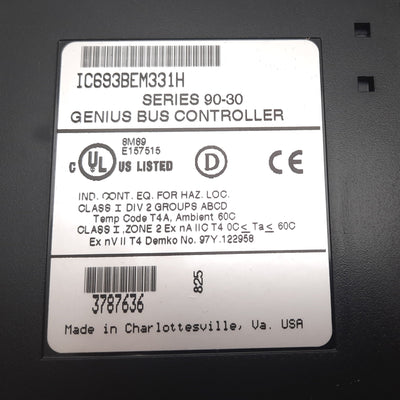 IC693BEM331H
SERIES 90-30
GENIUS BUS CONTROLLER
8M89
E157515
C UL US LISTED D CE
IND. CONT. EQ. FOR HAZ. LOC.
CLASS I DIV 2 GROUPS ABCD
Temp Code T4A, Ambient 60C
CLASS I ,ZONE 2 Ex nA IIC T4 0C≤ Ta≤ 60C
Ex nV II T4 Demko No. 97Y.122958
825
3787636
Made in Charlottesville, Va. USA